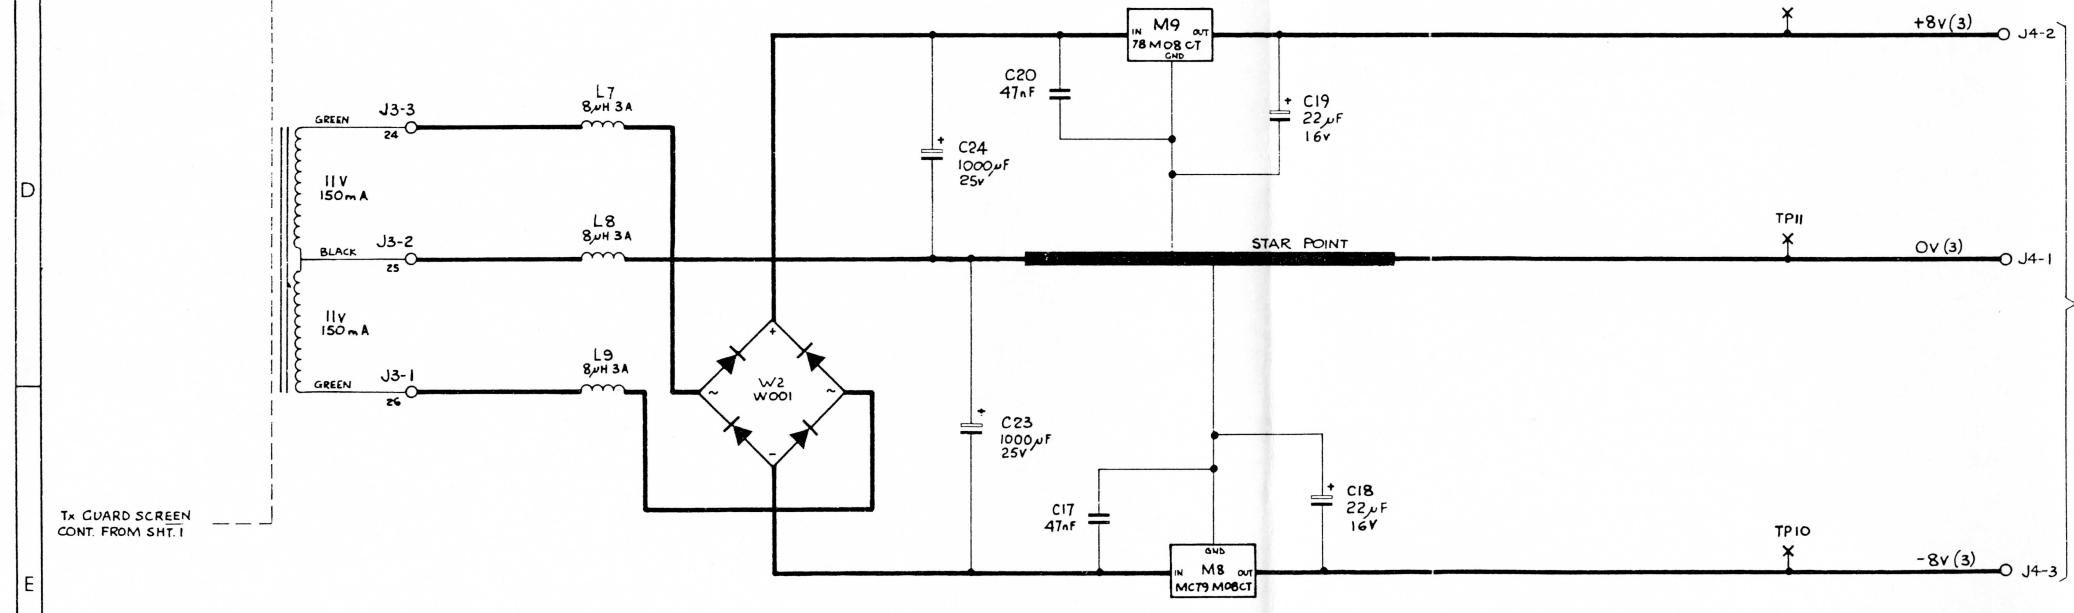 M9
IN OUT
78M08CT
GND
+8V (3)
J4-2
C20
47nF
+ C19
22µF
16V
L7
8µH 3A
J3-3
GREEN
24
+
C24
1000µF
25V
D
11V
150mA
L8
8µH 3A
J3-2
BLACK
25
STAR POINT
TP11
0V (3)
J4-1
11V
150mA
L9
8µH 3A
J3-1
GREEN
26
+
~ ~
W2
W001
-
+
C23
1000µF
25V
C17
47nF
+ C18
22µF
16V
Tx GUARD SCREEN
CONT. FROM SHT. 1
GND
IN M8 OUT
MC79M08CT
TP10
-8V (3)
J4-3
E